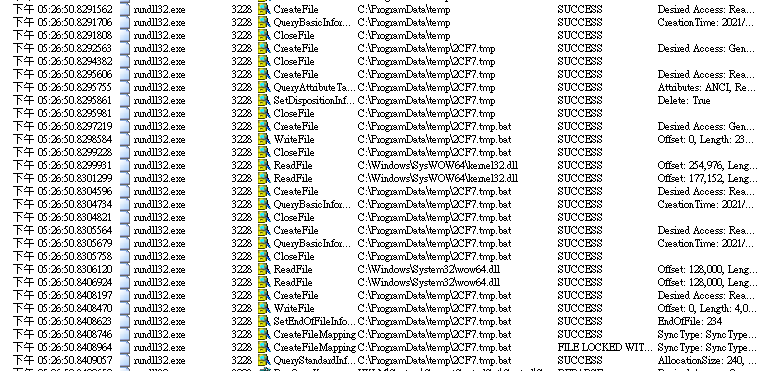 下午 05:26:50.8291562 rundll32.exe 3228 CreateFile C:\ProgramData\temp SUCCESS Desired Access: Rea...
下午 05:26:50.8291706 rundll32.exe 3228 QueryBasicInfor... C:\ProgramData\temp SUCCESS CreationTime: 2021/...
下午 05:26:50.8291808 rundll32.exe 3228 CloseFile C:\ProgramData\temp SUCCESS
下午 05:26:50.8292563 rundll32.exe 3228 CreateFile C:\ProgramData\temp\2CF7.tmp SUCCESS Desired Access: Gen...
下午 05:26:50.8294382 rundll32.exe 3228 CloseFile C:\ProgramData\temp\2CF7.tmp SUCCESS
下午 05:26:50.8295606 rundll32.exe 3228 CreateFile C:\ProgramData\temp\2CF7.tmp SUCCESS Desired Access: Rea...
下午 05:26:50.8295755 rundll32.exe 3228 QueryAttributeTa... C:\ProgramData\temp\2CF7.tmp SUCCESS Attributes: ANCI, Re...
下午 05:26:50.8295861 rundll32.exe 3228 SetDispositionInf... C:\ProgramData\temp\2CF7.tmp SUCCESS Delete: True
下午 05:26:50.8295981 rundll32.exe 3228 CloseFile C:\ProgramData\temp\2CF7.tmp SUCCESS
下午 05:26:50.8297219 rundll32.exe 3228 CreateFile C:\ProgramData\temp\2CF7.tmp.bat SUCCESS Desired Access: Gen...
下午 05:26:50.8298584 rundll32.exe 3228 WriteFile C:\ProgramData\temp\2CF7.tmp.bat SUCCESS Offset: 0, Length: 23...
下午 05:26:50.8299228 rundll32.exe 3228 CloseFile C:\ProgramData\temp\2CF7.tmp.bat SUCCESS
下午 05:26:50.8299931 rundll32.exe 3228 ReadFile C:\Windows\SysWOW64\kernel32.dll SUCCESS Offset: 254,976, Leng...
下午 05:26:50.8301299 rundll32.exe 3228 ReadFile C:\Windows\SysWOW64\kernel32.dll SUCCESS Offset: 177,152, Leng...
下午 05:26:50.8304596 rundll32.exe 3228 CreateFile C:\ProgramData\temp\2CF7.tmp.bat SUCCESS Desired Access: Rea...
下午 05:26:50.8304734 rundll32.exe 3228 QueryBasicInfor... C:\ProgramData\temp\2CF7.tmp.bat SUCCESS CreationTime: 2021/...
下午 05:26:50.8304821 rundll32.exe 3228 CloseFile C:\ProgramData\temp\2CF7.tmp.bat SUCCESS
下午 05:26:50.8305564 rundll32.exe 3228 CreateFile C:\ProgramData\temp\2CF7.tmp.bat SUCCESS Desired Access: Rea...
下午 05:26:50.8305679 rundll32.exe 3228 QueryBasicInfor... C:\ProgramData\temp\2CF7.tmp.bat SUCCESS CreationTime: 2021/...
下午 05:26:50.8305758 rundll32.exe 3228 CloseFile C:\ProgramData\temp\2CF7.tmp.bat SUCCESS
下午 05:26:50.8306120 rundll32.exe 3228 ReadFile C:\Windows\System32\wow64.dll SUCCESS Offset: 128,000, Leng...
下午 05:26:50.8406924 rundll32.exe 3228 ReadFile C:\Windows\System32\wow64.dll SUCCESS Offset: 128,000, Leng...
下午 05:26:50.8408197 rundll32.exe 3228 CreateFile C:\ProgramData\temp\2CF7.tmp.bat SUCCESS Desired Access: Rea...
下午 05:26:50.8408470 rundll32.exe 3228 WriteFile C:\ProgramData\temp\2CF7.tmp.bat SUCCESS Offset: 0, Length: 4,0...
下午 05:26:50.8408623 rundll32.exe 3228 SetEndOfFileInfo... C:\ProgramData\temp\2CF7.tmp.bat SUCCESS EndOfFile: 234
下午 05:26:50.8408746 rundll32.exe 3228 CreateFileMapping C:\ProgramData\temp\2CF7.tmp.bat SUCCESS SyncType: SyncType...
下午 05:26:50.8408964 rundll32.exe 3228 CreateFileMapping C:\ProgramData\temp\2CF7.tmp.bat FILE LOCKED WIT... SyncType: SyncType...
下午 05:26:50.8409057 rundll32.exe 3228 QueryStandardInf... C:\ProgramData\temp\2CF7.tmp.bat SUCCESS AllocationSize: 240, ...